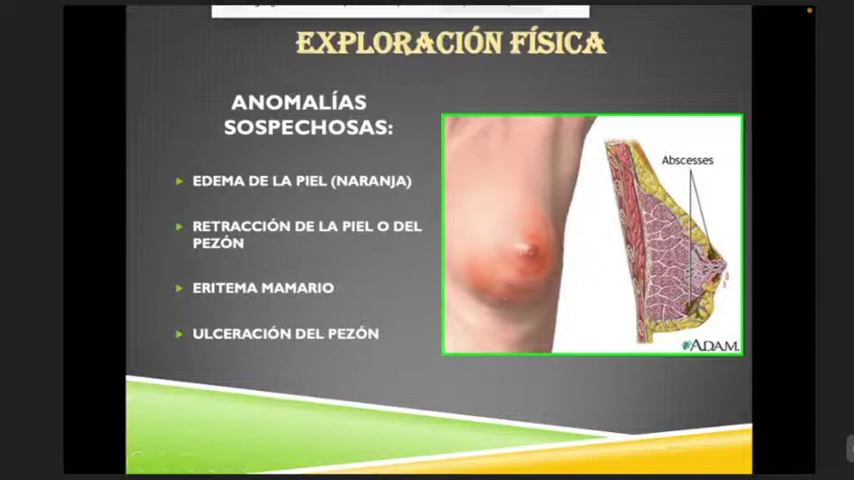 EXPLORACIÓN FÍSICA
ANOMALÍAS
SOSPECHOSAS:
EDEMA DE LA PIEL (NARANJA)
RETRACCIÓN DE LA PIEL O DEL
PEZÓN
ERITEMA MAMARIO
ULCERACIÓN DEL PEZÓN
Abscesses
A.D.A.M.